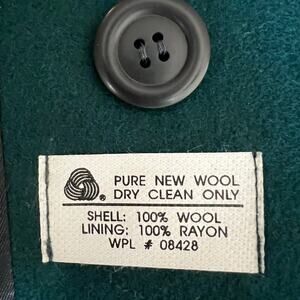 PURE NEW WOOL
® DRY CLEAN ONLY
SHELL: 100% WOOL
LINING: 100% RAYON
WPL # 08428